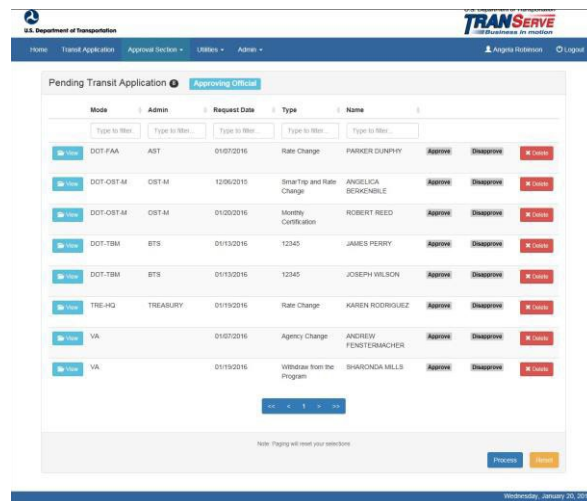 U.S. Department of Transportation
TRANSERVE
Business in motion
Home Transit Application Approval Section Utilities Admin Angela Robinson Logout
Pending Transit Application Approving Official
Mode Admin Request Date Type Name
Type to filter... Type to filter... Type to filter... Type to filter... Type to filter...
View DOT-FAA AST 01/07/2016 Rate Change PARKER DUNPHY Approve Disapprove Delete
View DOT-OST-M OST-M 12/06/2015 SmarTrip and Rate ANGELICA Approve Disapprove Delete
Change BERKENBILE
View DOT-OST-M OST-M 01/20/2016 Monthly ROBERT REED Approve Disapprove Delete
Certification
View DOT-TBM BTS 01/13/2016 12345 JAMES PERRY Approve Disapprove Delete
View DOT-TBM BTS 01/13/2016 12345 JOSEPH WILSON Approve Disapprove Delete
View TRE-HQ TREASURY 01/19/2016 Rate Change KAREN RODRIGUEZ Approve Disapprove Delete
View VA 01/07/2016 Agency Change ANDREW Approve Disapprove Delete
FENSTERMACHER
View VA 01/19/2016 Withdraw from the SHARONDA MILLS Approve Disapprove Delete
Program
<< < 1 > >>
Note: Paging will reset your selections
Process Reset
Wednesday, January 20, 201